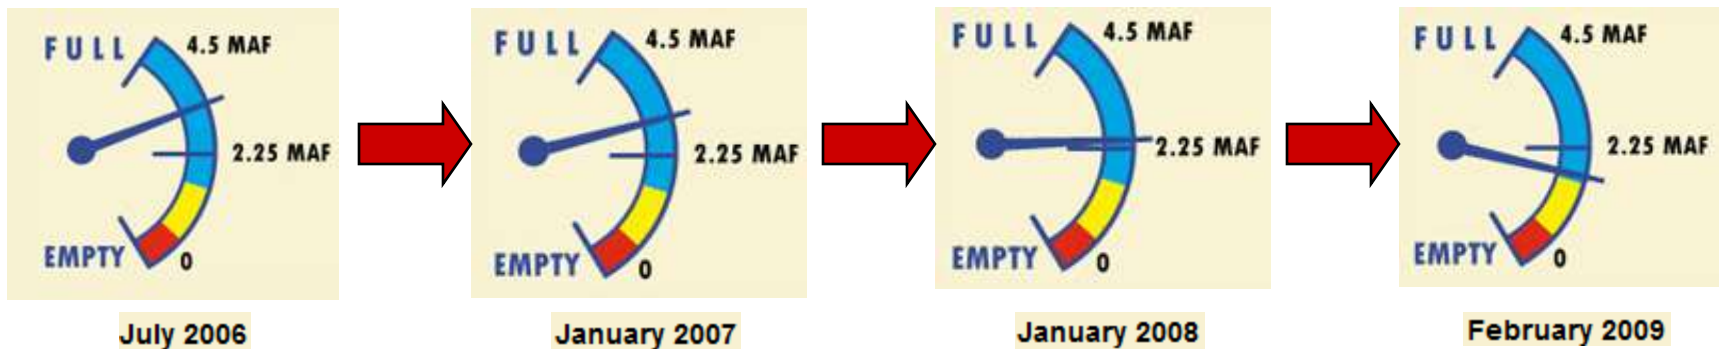 FULL 4.5 MAF
2.25 MAF
EMPTY 0
July 2006
FULL 4.5 MAF
2.25 MAF
EMPTY 0
January 2007
FULL 4.5 MAF
2.25 MAF
EMPTY 0
January 2008
FULL 4.5 MAF
2.25 MAF
EMPTY 0
February 2009